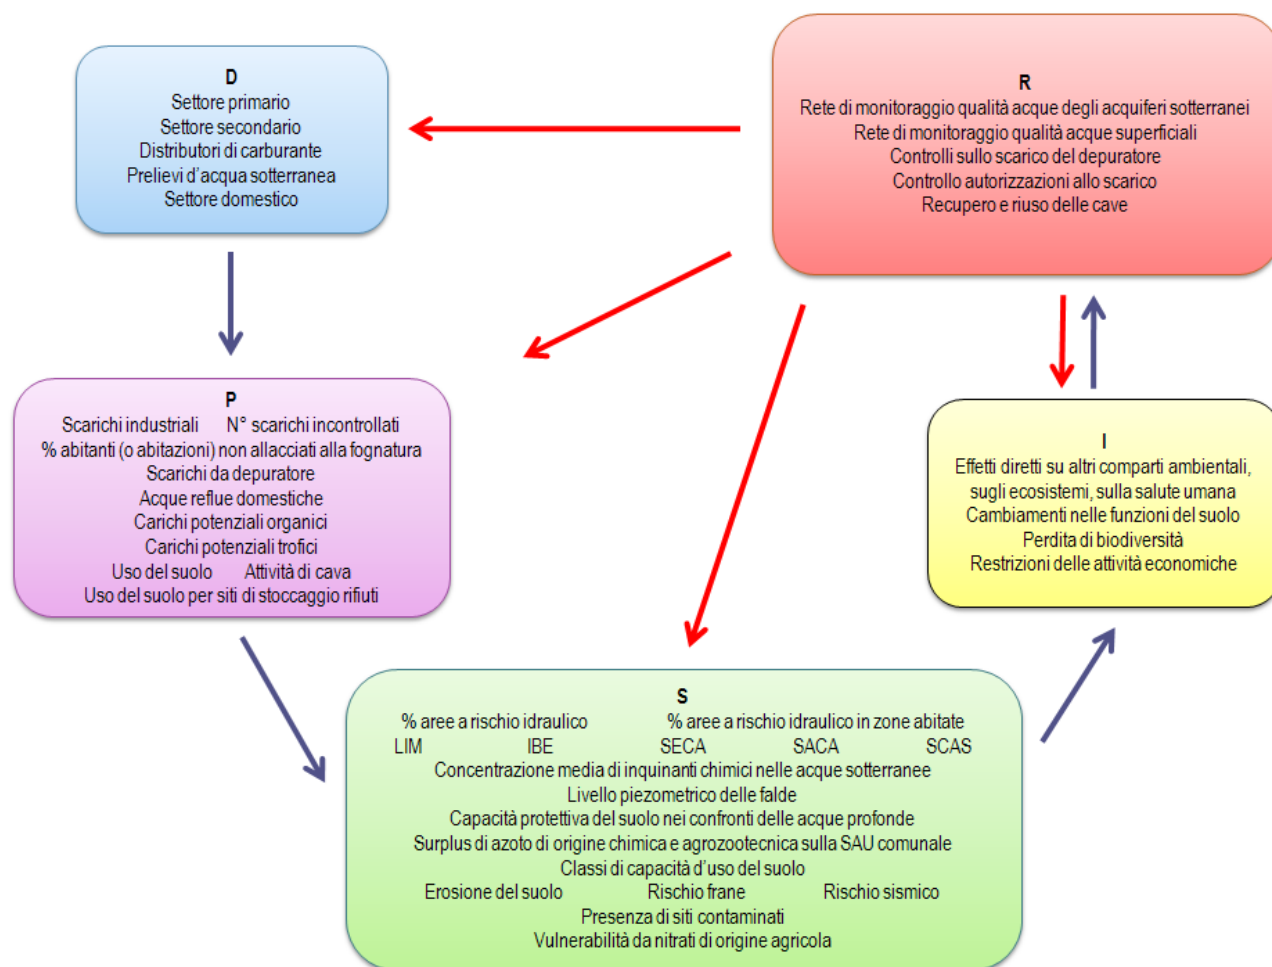 D
Settore primario
Settore secondario
Distributori di carburante
Prelievi d'acqua sotterranea
Settore domestico
R
Rete di monitoraggio qualità acque degli acquiferi sotterranei
Rete di monitoraggio qualità acque superficiali
Controlli sullo scarico del depuratore
Controllo autorizzazioni allo scarico
Recupero e riuso delle cave
P
Scarichi industriali N° scarichi incontrollati
% abitanti (o abitazioni) non allacciati alla fognatura
Scarichi da depuratore
Acque reflue domestiche
Carichi potenziali organici
Carichi potenziali trofici
Uso del suolo Attività di cava
Uso del suolo per siti di stoccaggio rifiuti
I
Effetti diretti su altri comparti ambientali,
sugli ecosistemi, sulla salute umana
Cambiamenti nelle funzioni del suolo
Perdita di biodiversità
Restrizioni delle attività economiche
S
% aree a rischio idraulico % aree a rischio idraulico in zone abitate
LIM IBE SECA SACA SCAS
Concentrazione media di inquinanti chimici nelle acque sotterranee
Livello piezometrico delle falde
Capacità protettiva del suolo nei confronti delle acque profonde
Surplus di azoto di origine chimica e agrozootecnica sulla SAU comunale
Classi di capacità d'uso del suolo
Erosione del suolo Rischio frane Rischio sismico
Presenza di siti contaminati
Vulnerabilità da nitrati di origine agricola